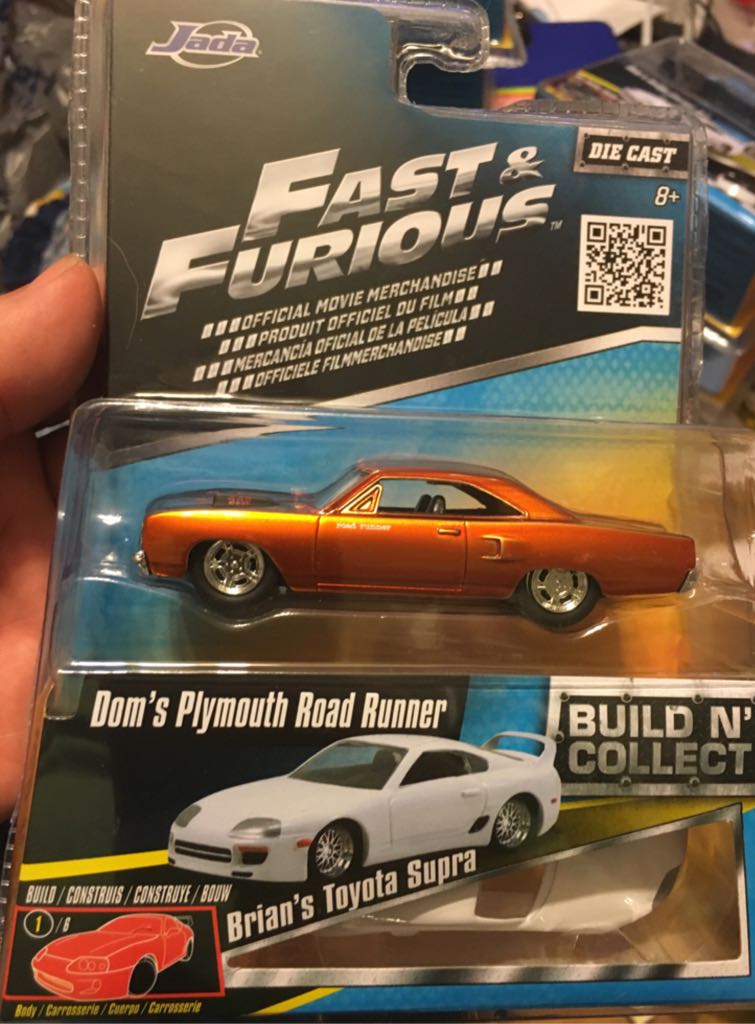 Jada
DIE CAST
8+
FAST &
FURIOUS™
OFFICIAL MOVIE MERCHANDISE
PRODUIT OFFICIEL DU FILM
MERCANCÍA OFICIAL DE LA PELÍCULA
OFFICIELE FILMMERCHANDISE
road runner
Dom's Plymouth Road Runner
BUILD N'
COLLECT
Brian's Toyota Supra
BUILD / CONSTRUIS / CONSTRUYE / BOUW
1/6
Body / Carrosserie / Cuerpo / Carrosserie